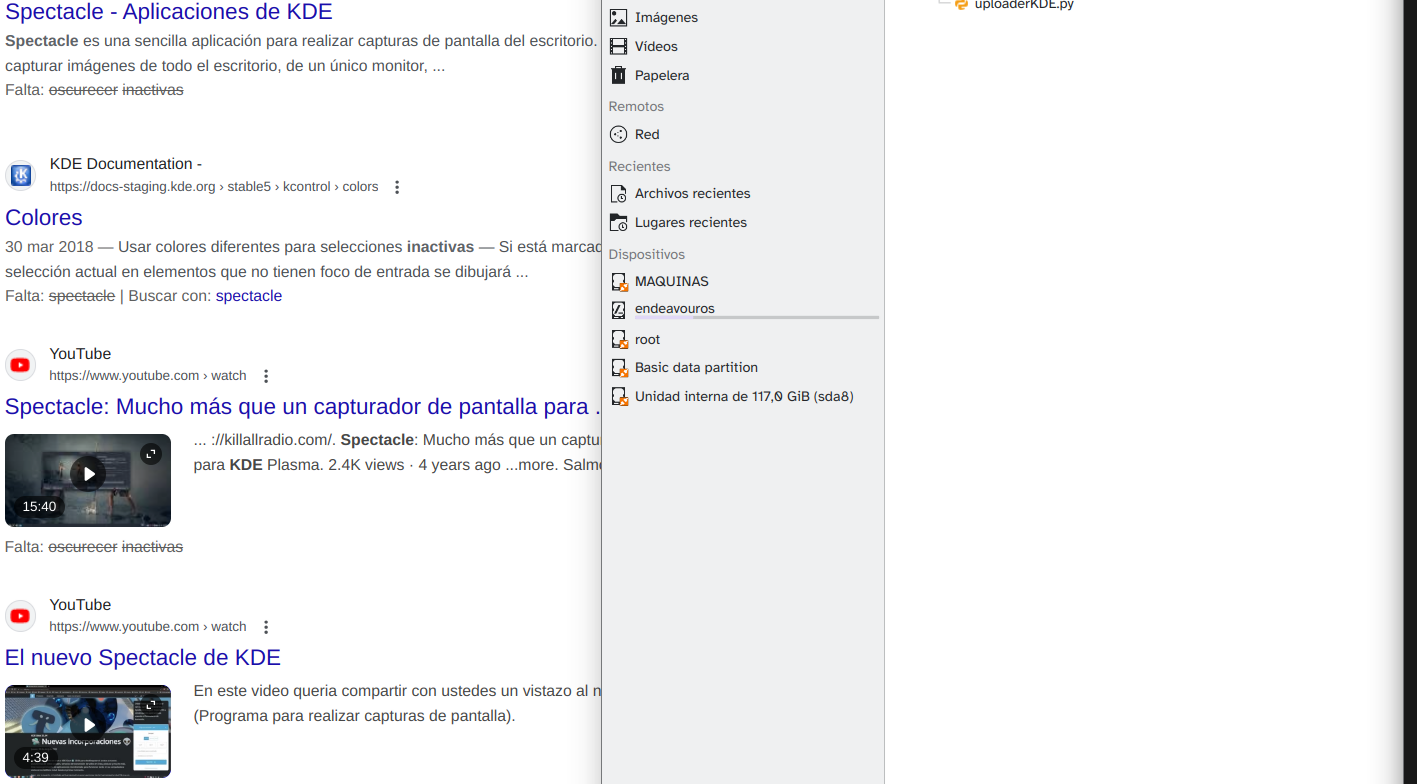 Spectacle - Aplicaciones de KDE
Spectacle es una sencilla aplicación para realizar capturas de pantalla del escritorio.
capturar imágenes de todo el escritorio, de un único monitor, ...
Falta: oscurecer inactivas
KDE Documentation -
https://docs-staging.kde.org › stable5 › kcontrol › colors
Colores
30 mar 2018 — Usar colores diferentes para selecciones inactivas — Si está marcad
selección actual en elementos que no tienen foco de entrada se dibujará ...
Falta: spectacle | Buscar con: spectacle
YouTube
https://www.youtube.com › watch
Spectacle: Mucho más que un capturador de pantalla para .
... ://killallradio.com/. Spectacle: Mucho más que un captu
para KDE Plasma. 2.4K views · 4 years ago ...more. Salmo
15:40
Falta: oscurecer inactivas
YouTube
https://www.youtube.com › watch
El nuevo Spectacle de KDE
En este video queria compartir con ustedes un vistazo al n
(Programa para realizar capturas de pantalla).
Nuevas incorporaciones
4:39
uploaderKDE.py
Imágenes
Vídeos
Papelera
Remotos
Red
Recientes
Archivos recientes
Lugares recientes
Dispositivos
MAQUINAS
endeavouros
root
Basic data partition
Unidad interna de 117,0 GiB (sda8)